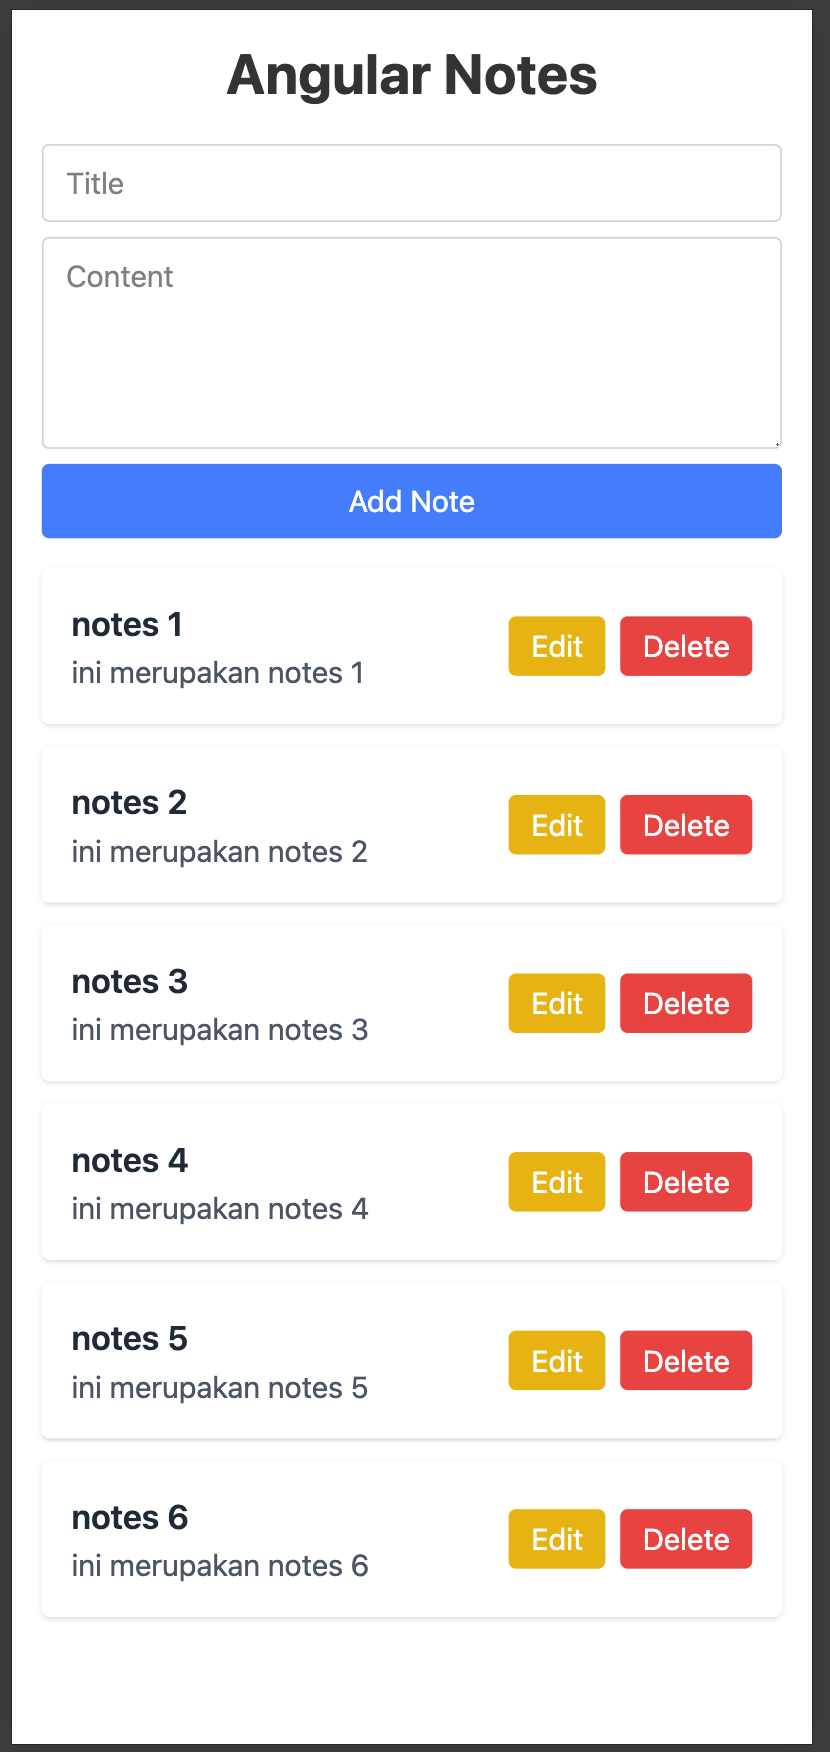 Angular Notes
Title
Content
Add Note
notes 1
ini merupakan notes 1
Edit
Delete
notes 2
ini merupakan notes 2
Edit
Delete
notes 3
ini merupakan notes 3
Edit
Delete
notes 4
ini merupakan notes 4
Edit
Delete
notes 5
ini merupakan notes 5
Edit
Delete
notes 6
ini merupakan notes 6
Edit
Delete